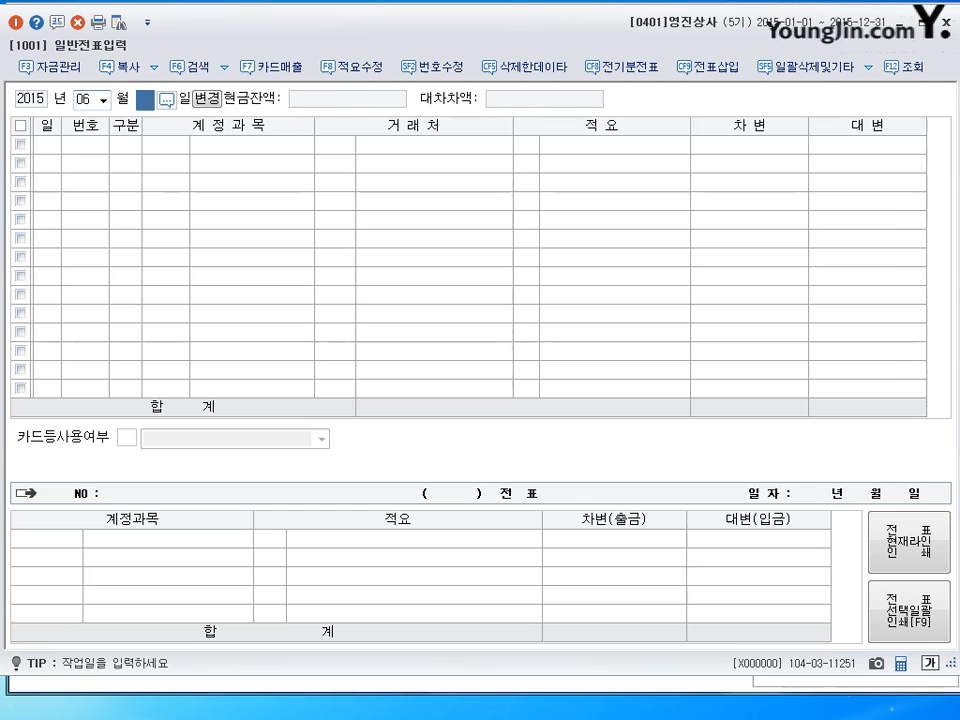 [0401]영진상사 (5기) 2015-01-01 ~ 2015-12-31
YoungJin.com Y.
[1001] 일반전표입력
F3 자금관리 F4 복사 F6 검색 F7 카드매출 F8 적요수정 SF2 번호수정 CF5 삭제한데이타 CF8 전기분전표 CF9 전표삽입 SF5 일괄삭제및기타 F12 조회
2015 년 06 월 일 변경 현금잔액: 대차차액:
일 번호 구분 계 정 과 목 거 래 처 적 요 차 변 대 변
합 계
카드등사용여부
NO : ( ) 전 표 일 자 : 년 월 일
계정과목 적요 차변(출금) 대변(입금)
전 표
현재라인
인 쇄
전 표
선택일괄
인쇄[F9]
합 계
TIP : 작업일을 입력하세요 [X000000] 104-03-11251 가